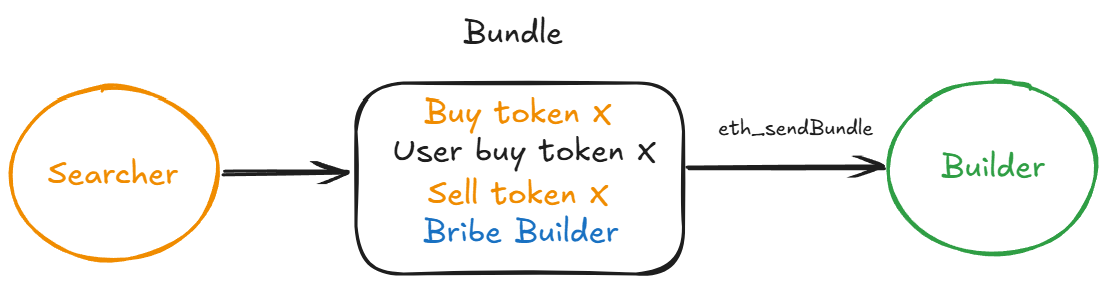 Bundle
Searcher
Buy token X
User buy token X
Sell token X
Bribe Builder
eth_sendBundle
Builder